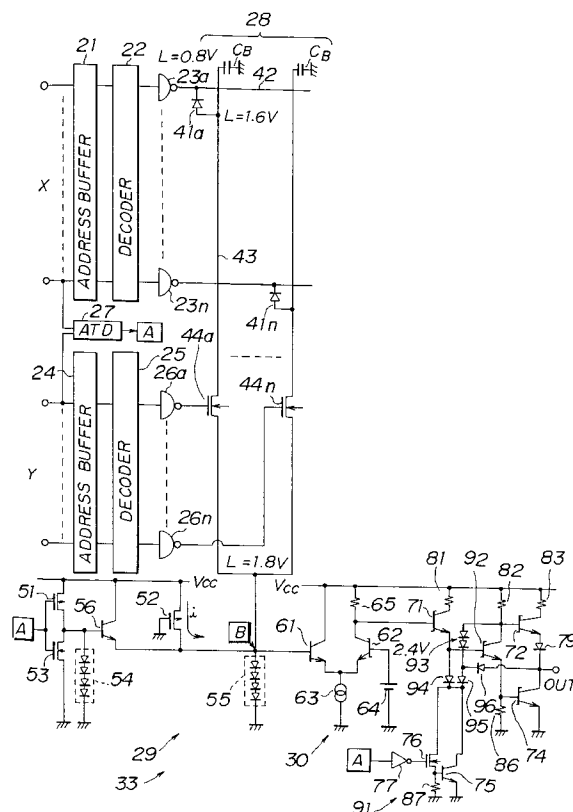 28
21
22
L=0.8V
C_B
C_B
23a
42
41a
L=1.6V
X
ADDRESS BUFFER
DECODER
43
23n
41n
27
ATD
A
44a
24
25
26a
44n
Y
ADDRESS BUFFER
DECODER
26n
L=1.8V
Vcc
Vcc
81
82
83
51
56
52
i
65
71
92
A
B
61
62
2.4V
93
72
79
53
54
55
94
96
OUT
63
64
95
29
30
76
86
74
33
A
77
87
75
91